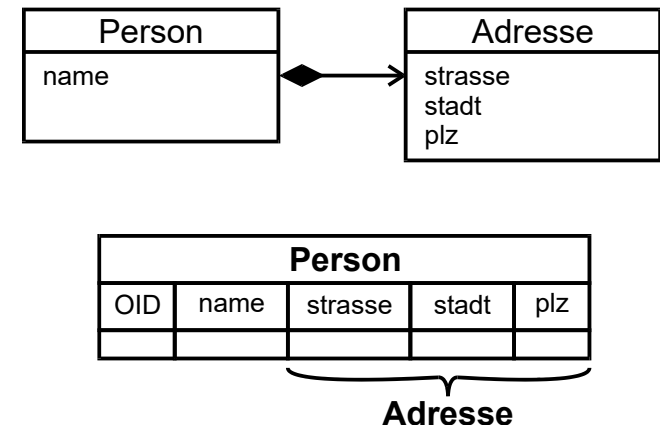 Person
Adresse
name
strasse
stadt
plz
Person
OID name strasse stadt plz
Adresse